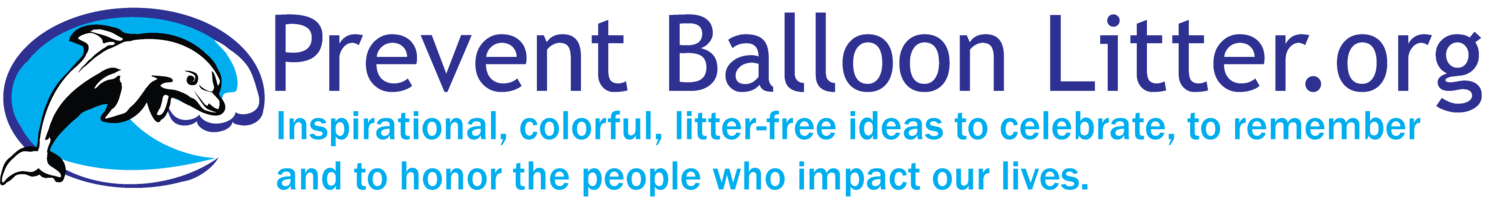 Prevent Balloon Litter.org
Inspirational, colorful, litter-free ideas to celebrate, to remember
and to honor the people who impact our lives.